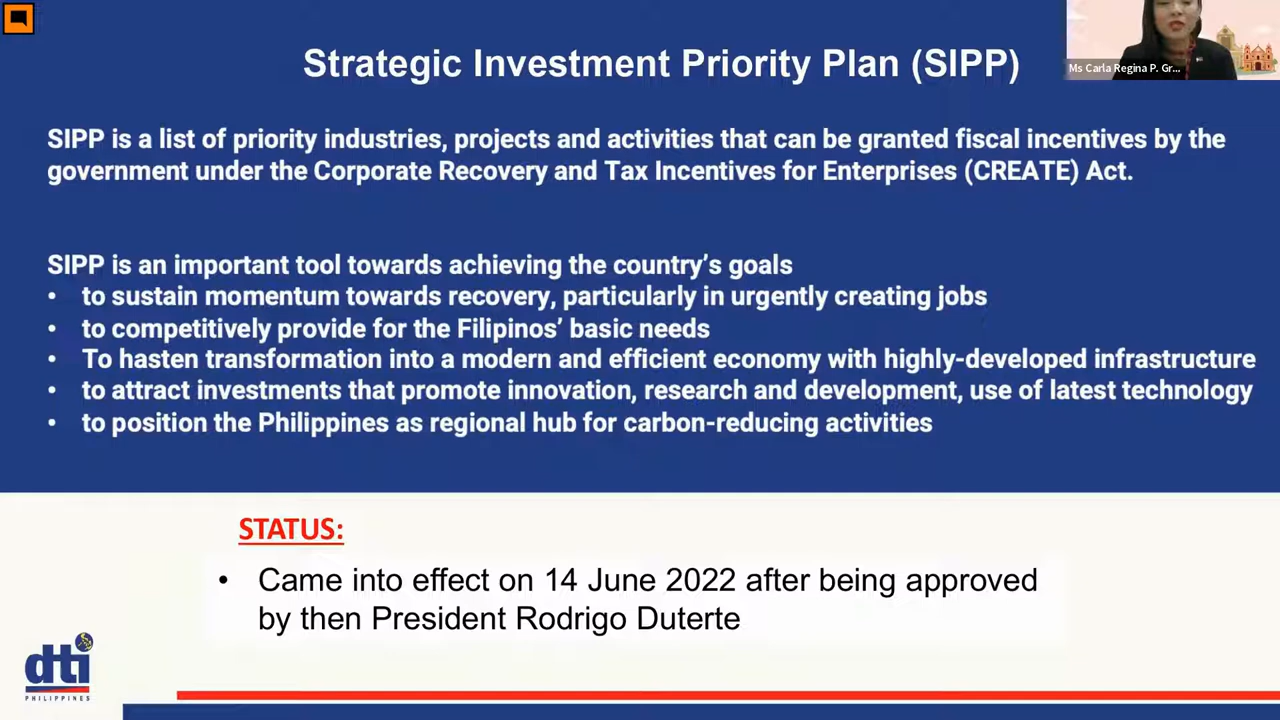 Strategic Investment Priority Plan (SIPP)
Ms Carla Regina P. Gr...
SIPP is a list of priority industries, projects and activities that can be granted fiscal incentives by the
government under the Corporate Recovery and Tax Incentives for Enterprises (CREATE) Act.
SIPP is an important tool towards achieving the country's goals
• to sustain momentum towards recovery, particularly in urgently creating jobs
• to competitively provide for the Filipinos' basic needs
• To hasten transformation into a modern and efficient economy with highly-developed infrastructure
• to attract investments that promote innovation, research and development, use of latest technology
• to position the Philippines as regional hub for carbon-reducing activities
STATUS:
• Came into effect on 14 June 2022 after being approved
by then President Rodrigo Duterte
dti
PHILIPPINES